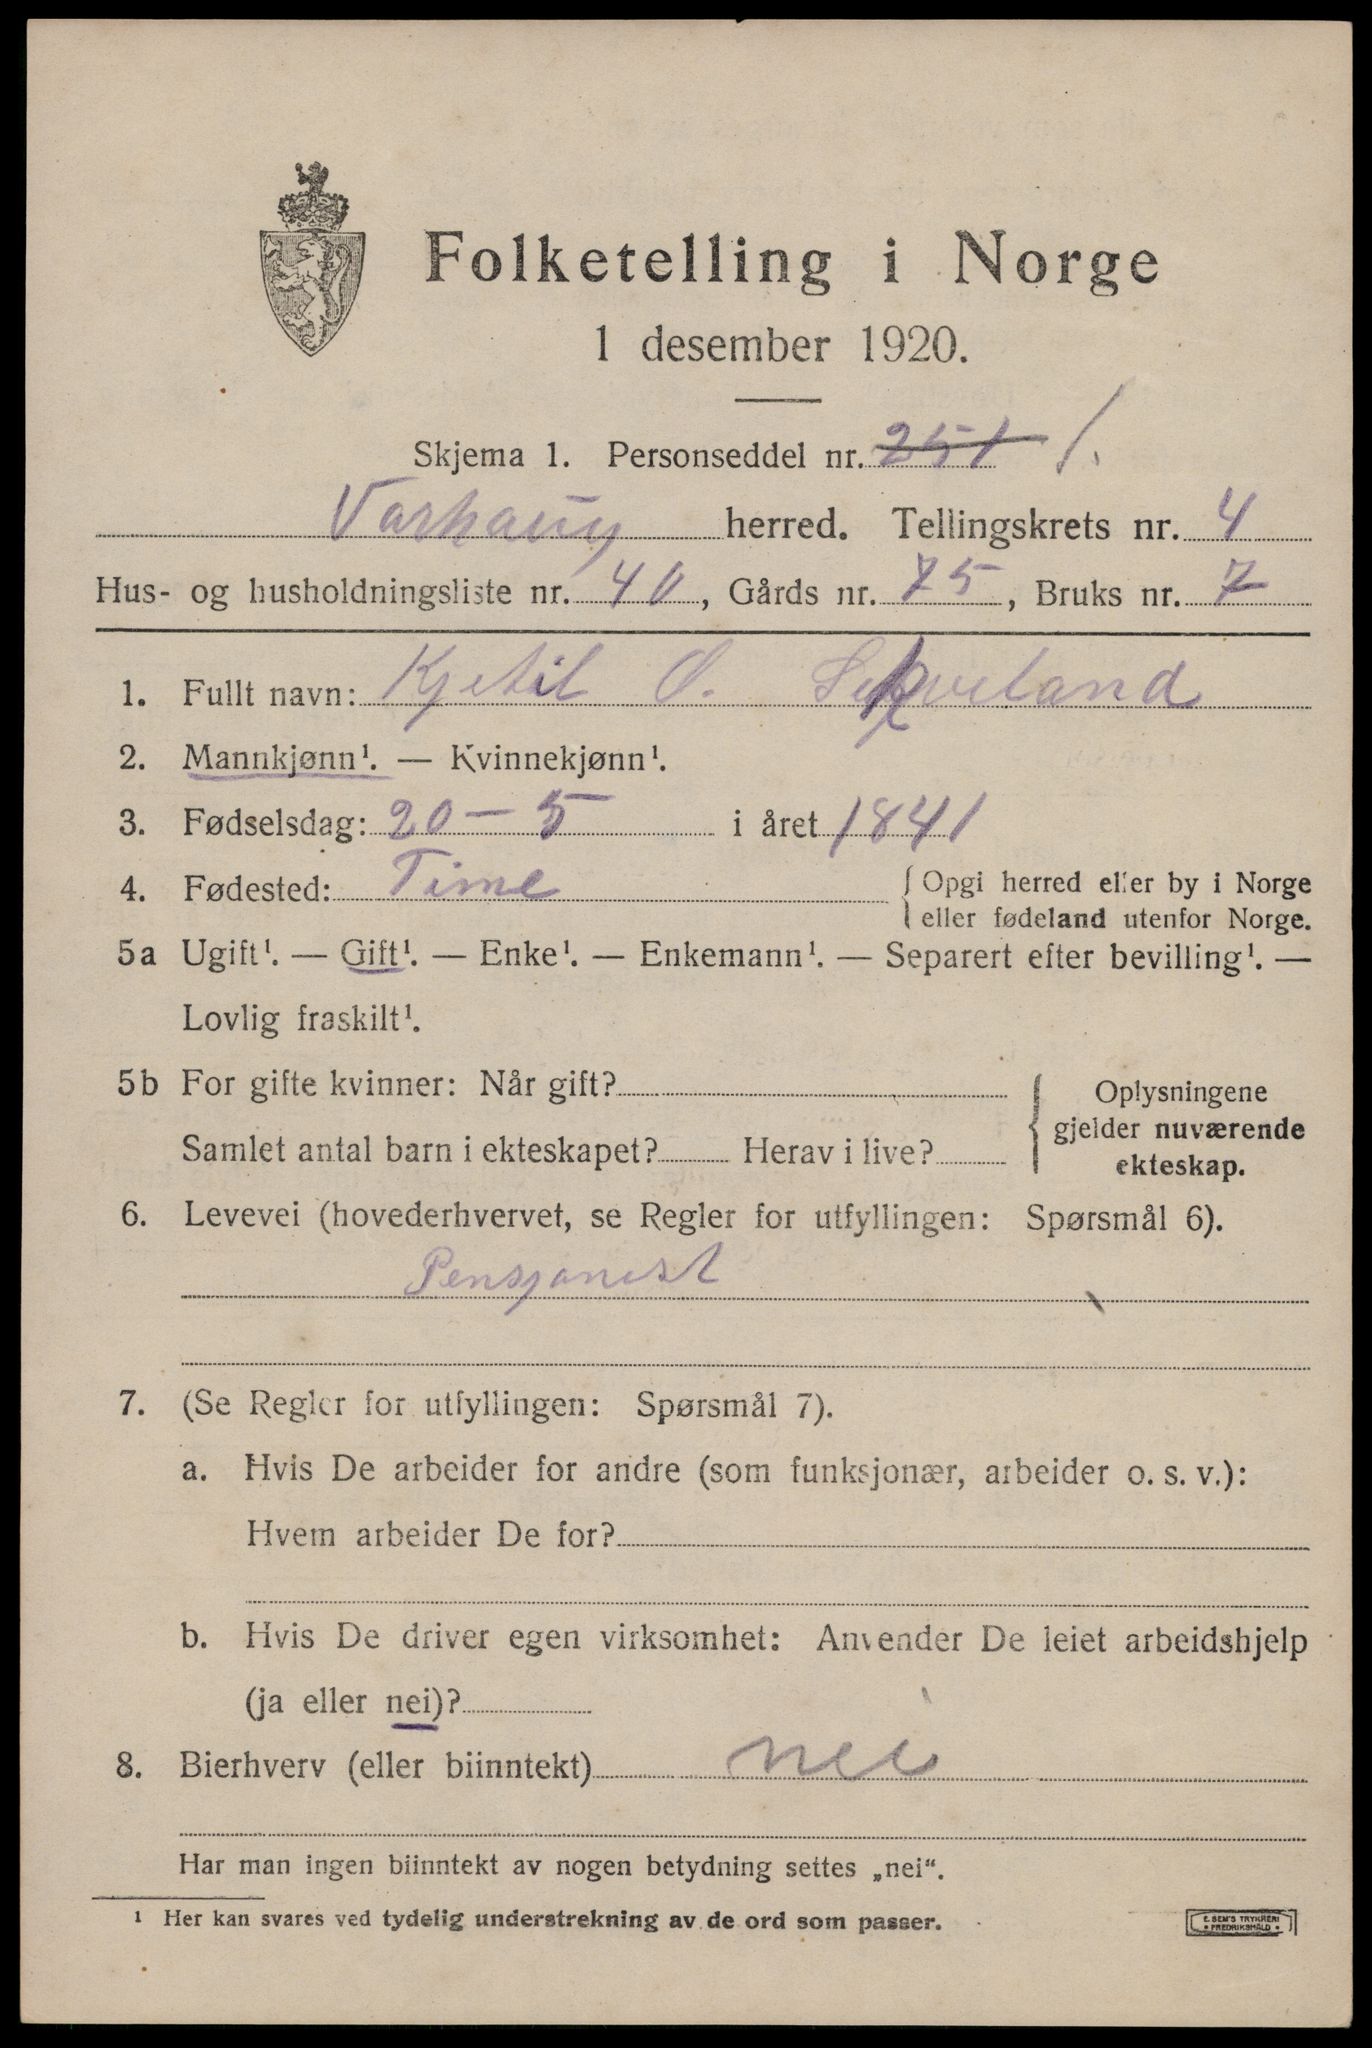 Folketelling i Norge
1 desember 1920.
Skjema 1. Personseddel nr. 251 1.
Varhaug herred. Tellingskrets nr. 4
Hus- og husholdningsliste nr. 40, Gårds nr. 75, Bruks nr. 7
1. Fullt navn: Kjetil O.
2. Mannkjønn¹. — Kvinnekjønn¹.
3. Fødselsdag: 20 - 5 i året 1841
4. Fødested: Time { Opgi herred eller by i Norge
eller fødeland utenfor Norge.
5a Ugift¹. — Gift¹. — Enke¹. — Enkemann¹. — Separert efter bevilling¹. —
Lovlig fraskilt¹.
5b For gifte kvinner: Når gift? { Oplysningene
gjelder nuværende
Samlet antal barn i ekteskapet? Herav i live? ekteskap.
6. Levevei (hovederhvervet, se Regler for utfyllingen: Spørsmål 6).
Pensjonist
7. (Se Regler for utfyllingen: Spørsmål 7).
a. Hvis De arbeider for andre (som funksjonær, arbeider o. s. v.):
Hvem arbeider De for?
b. Hvis De driver egen virksomhet: Anvender De leiet arbeidshjelp
(ja eller nei)?
8. Bierhverv (eller biinntekt) nei
Har man ingen biinntekt av nogen betydning settes „nei“.
¹ Her kan svares ved tydelig understrekning av de ord som passer.
E. SEM'S TRYKKERI
• FREDRIKSHALD •